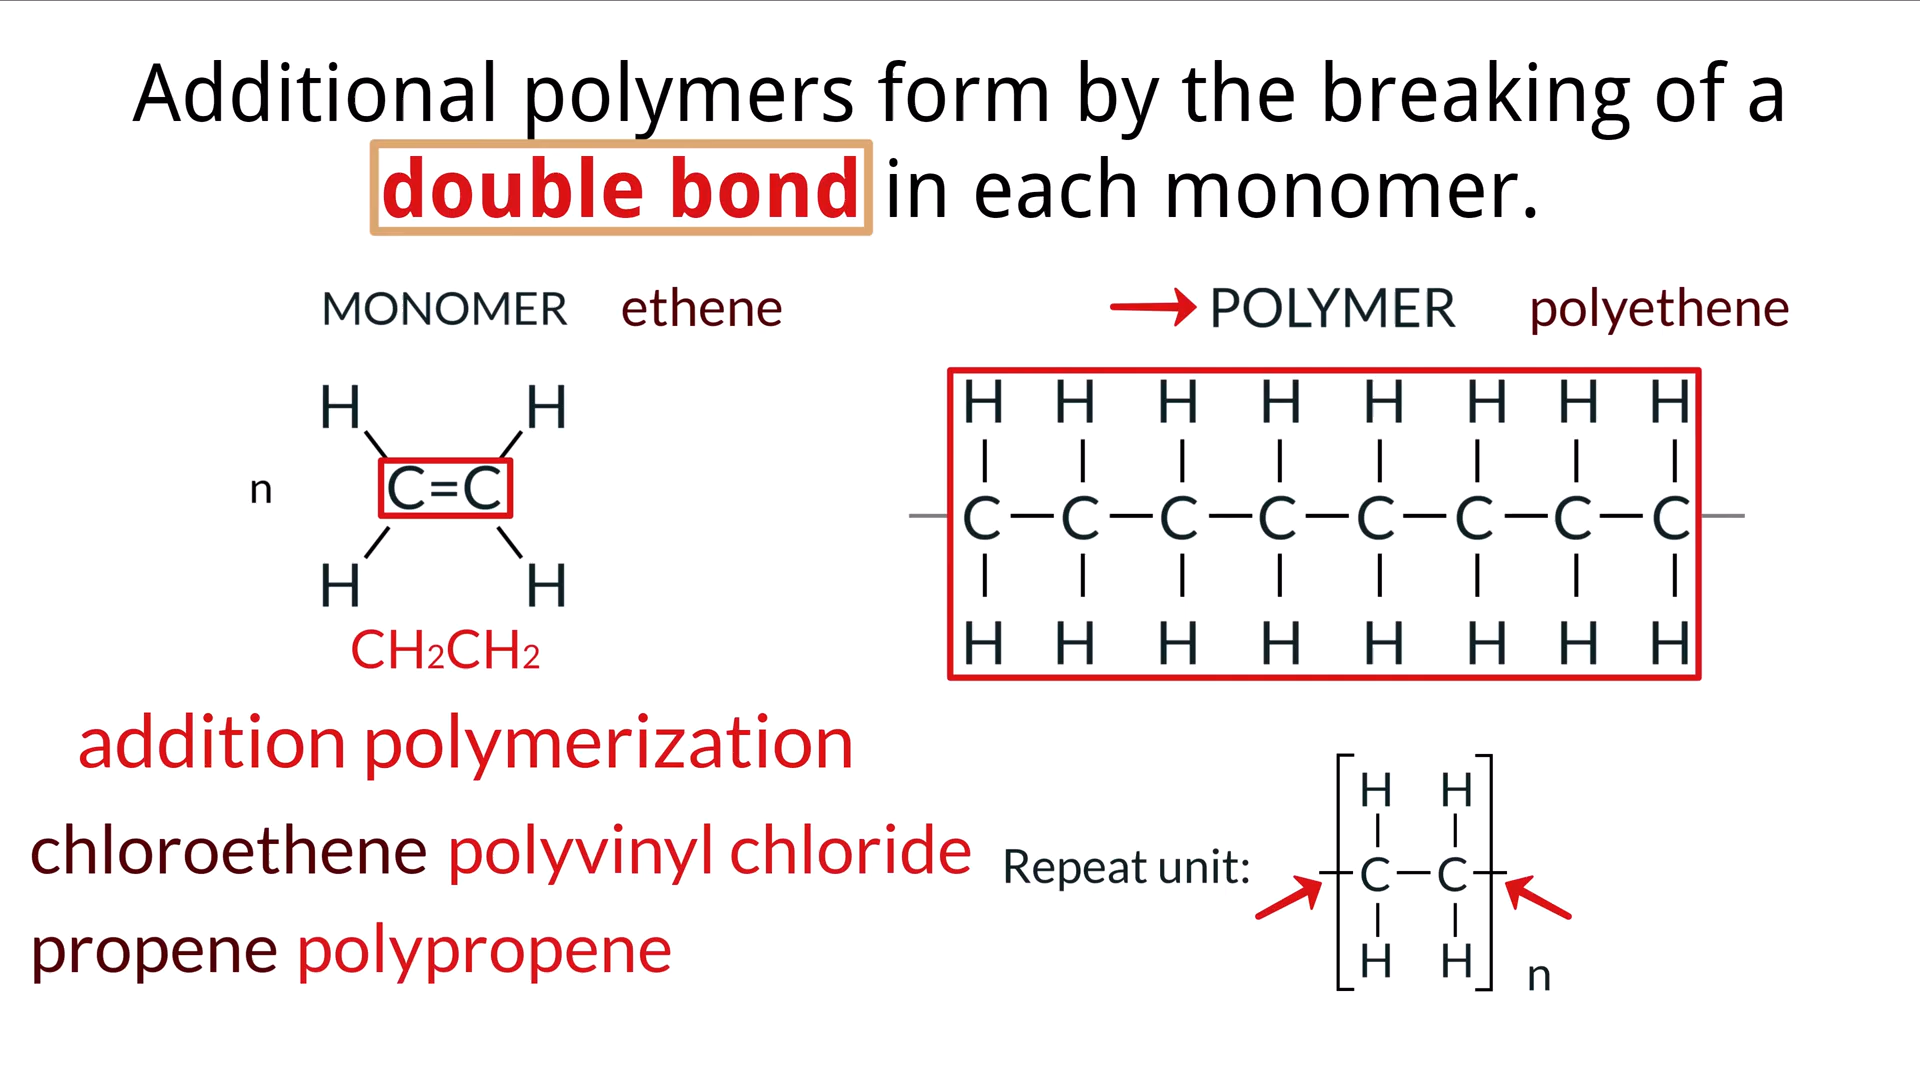 Additional polymers form by the breaking of a
double bond in each monomer.
MONOMER ethene
→ POLYMER polyethene
H H
n C=C
H H
CH₂CH₂
H H H H H H H H
C—C—C—C—C—C—C—C
H H H H H H H H
addition polymerization
chloroethene polyvinyl chloride
propene polypropene
Repeat unit:
H H
C—C
H H
n